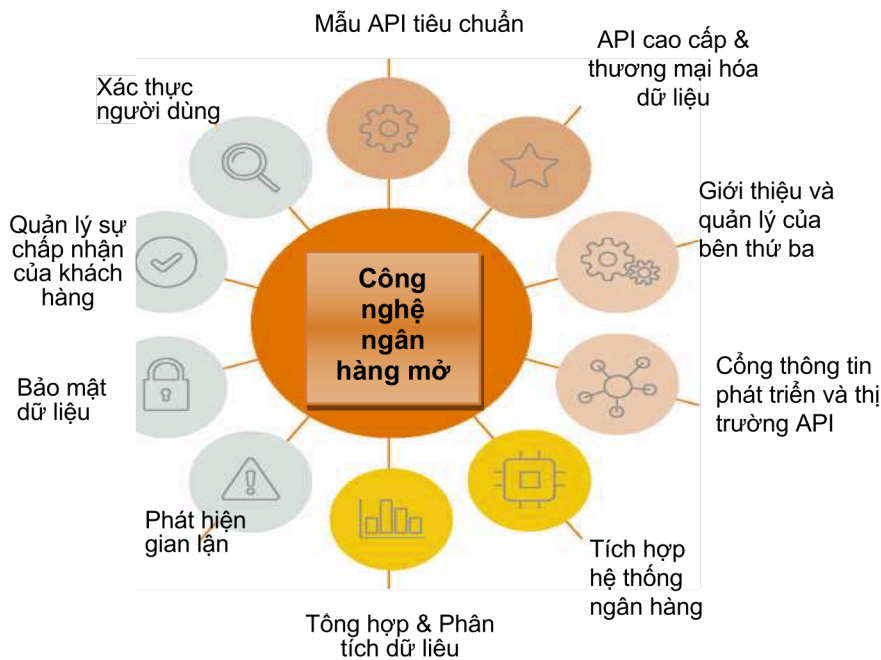 Mẫu API tiêu chuẩn
API cao cấp &
thương mại hóa
dữ liệu
Xác thực
người dùng
Giới thiệu và
quản lý của
bên thứ ba
Quản lý sự
chấp nhận
của khách
hàng
Công
nghệ
ngân
hàng mở
Cổng thông tin
phát triển và thị
trường API
Bảo mật
dữ liệu
Phát hiện
gian lận
Tích hợp
hệ thống
ngân hàng
Tông hợp & Phân
tích dữ liêu